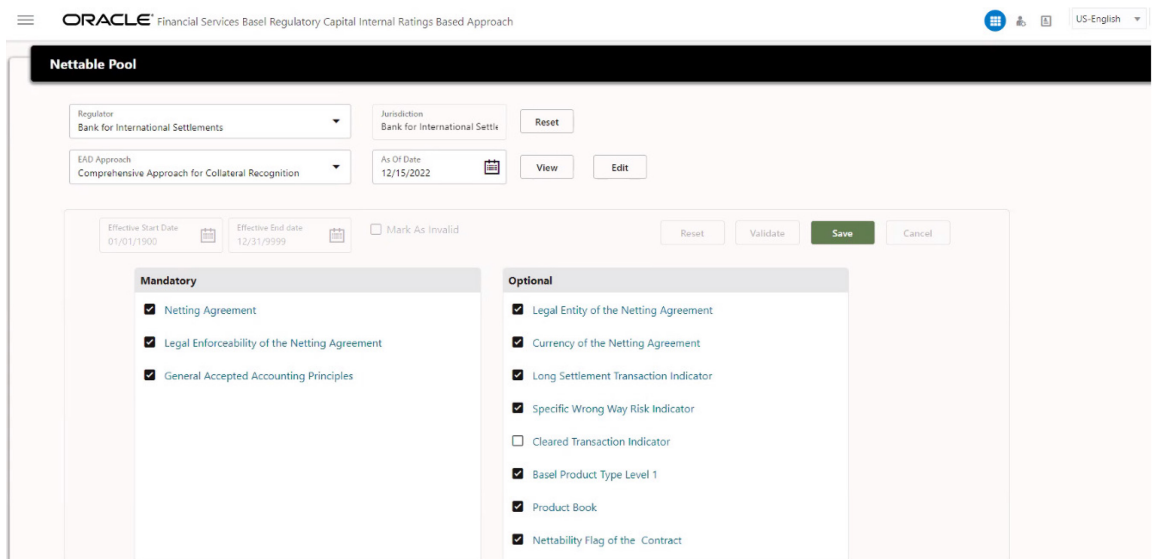 ORACLE® Financial Services Basel Regulatory Capital Internal Ratings Based Approach
US-English
Nettable Pool
Regulator
Bank for International Settlements
Jurisdiction
Bank for International Settle
Reset
EAD Approach
Comprehensive Approach for Collateral Recognition
As Of Date
12/15/2022
View
Edit
Effective Start Date
01/01/1900
Effective End date
12/31/9999
Mark As Invalid
Reset
Validate
Save
Cancel
Mandatory
Netting Agreement
Legal Enforceability of the Netting Agreement
General Accepted Accounting Principles
Optional
Legal Entity of the Netting Agreement
Currency of the Netting Agreement
Long Settlement Transaction Indicator
Specific Wrong Way Risk Indicator
Cleared Transaction Indicator
Basel Product Type Level 1
Product Book
Nettability Flag of the Contract